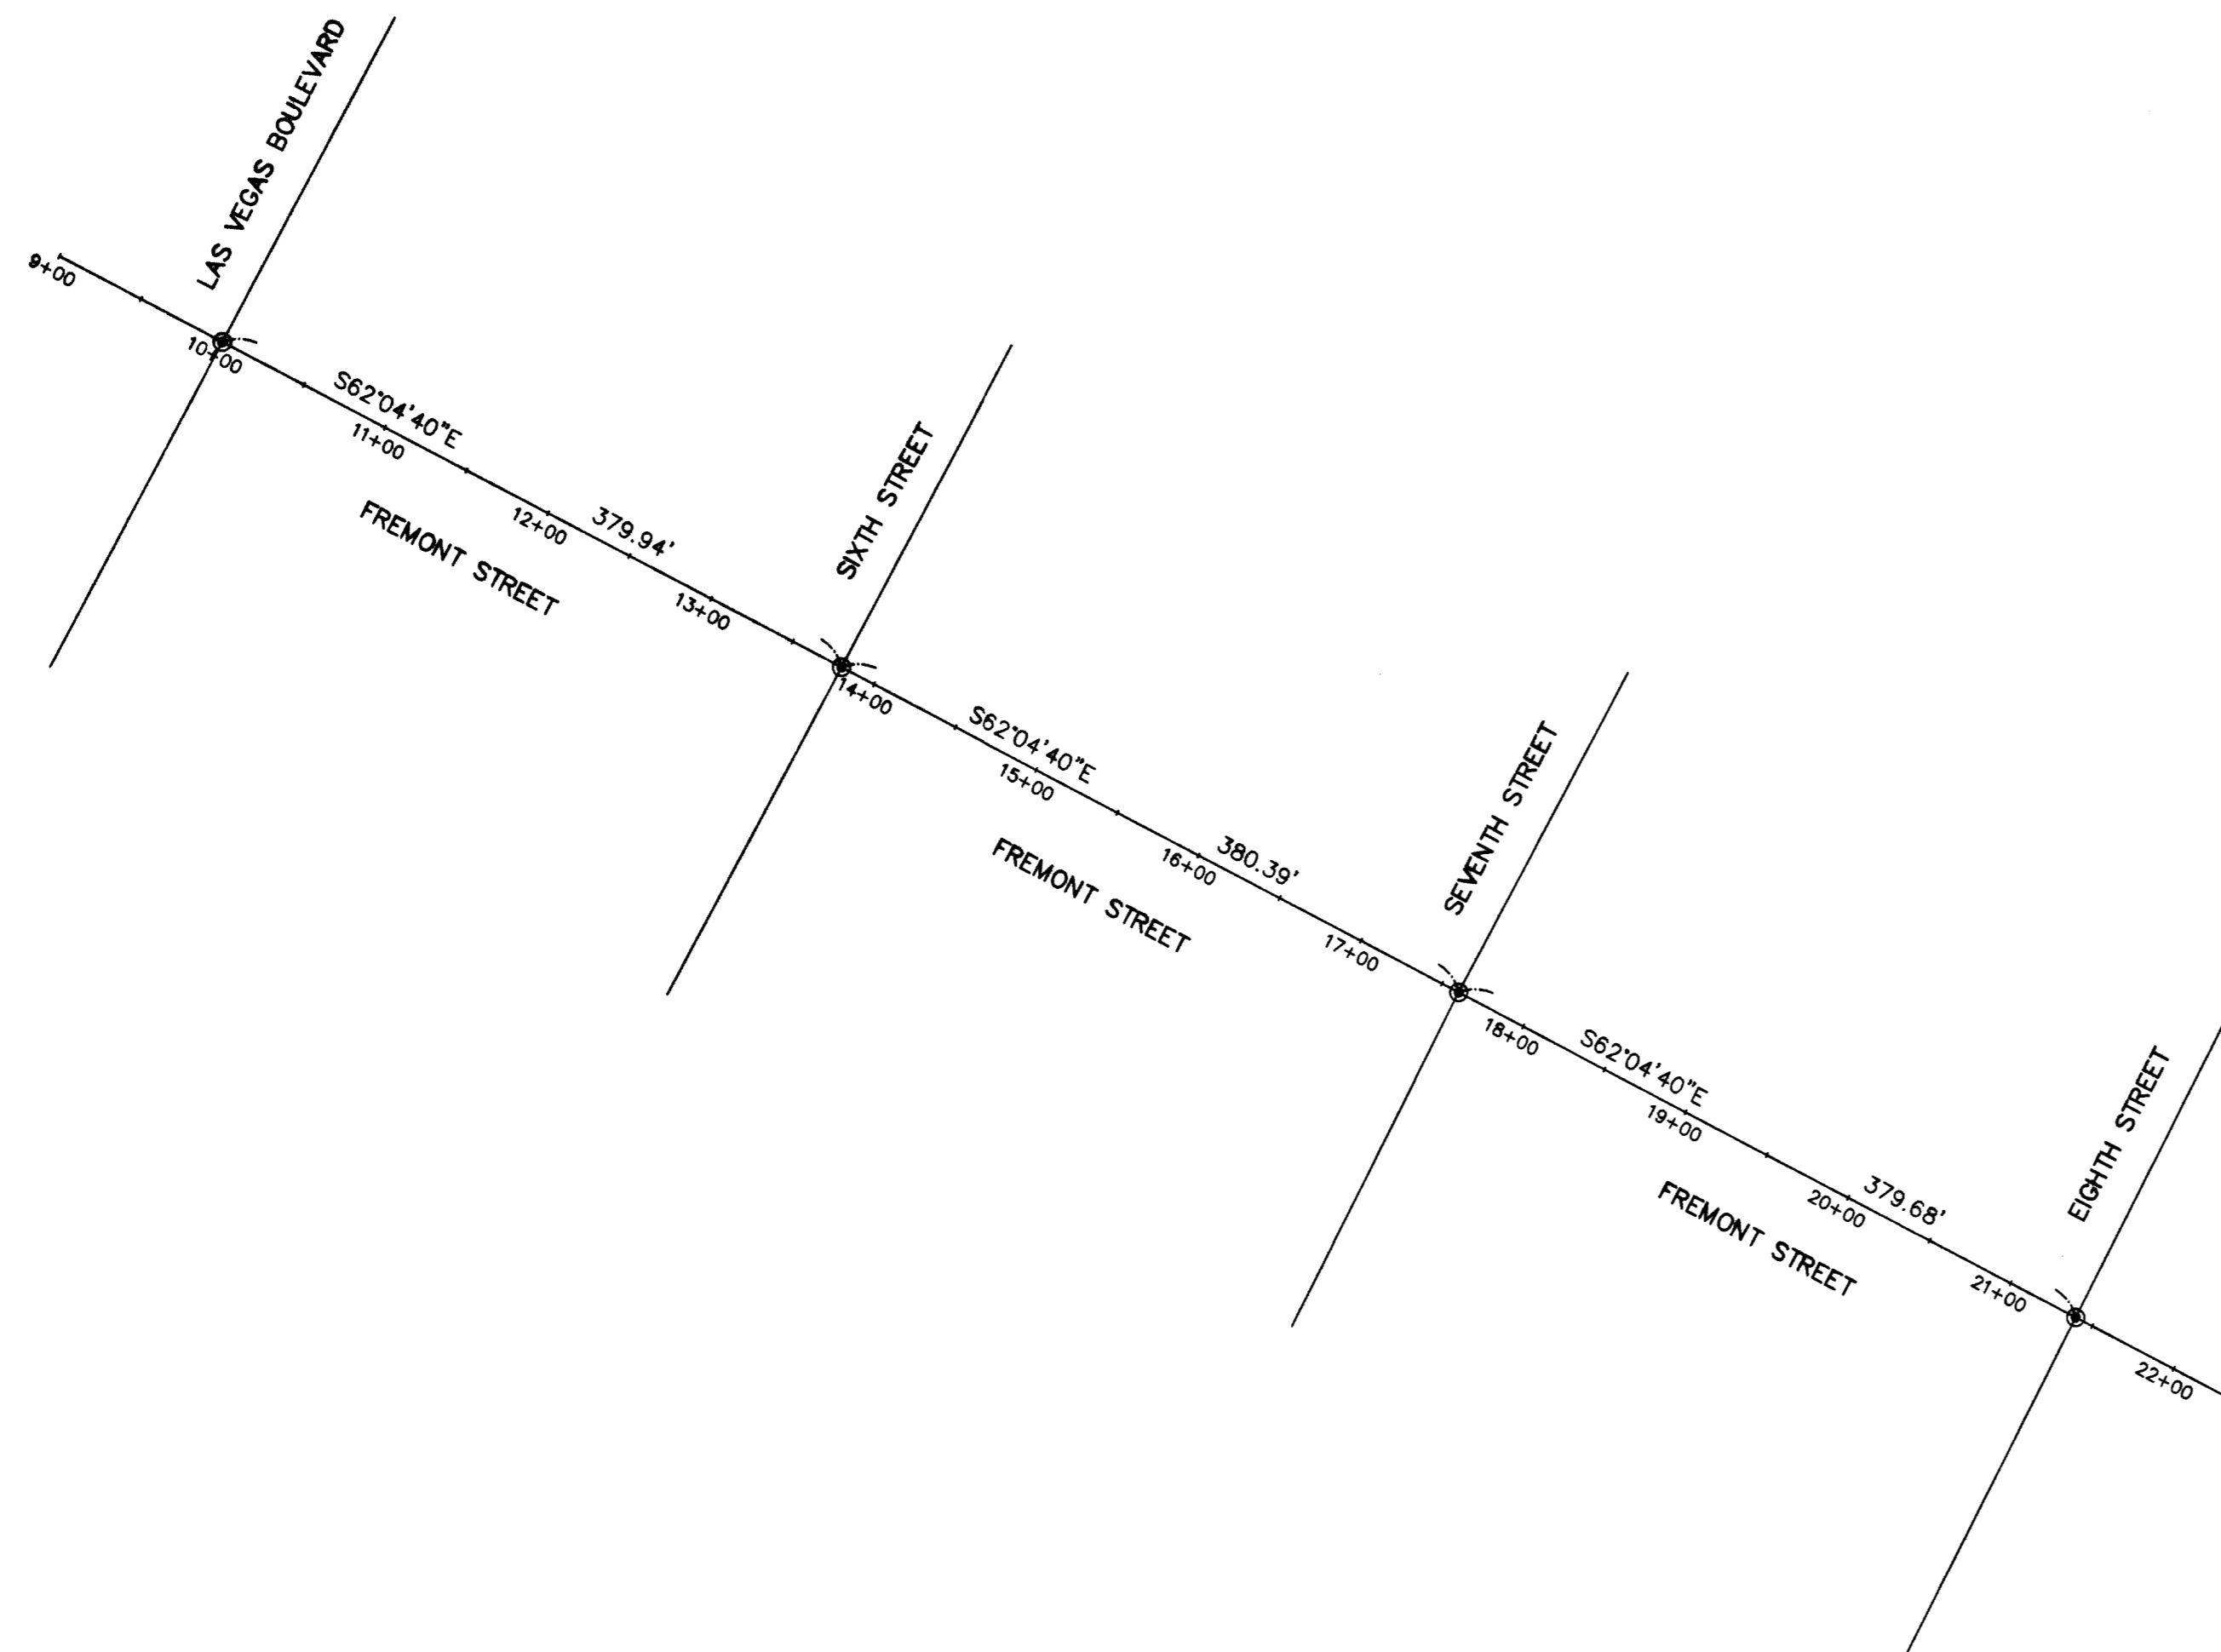 LAS VEGAS BOULEVARD
9+00
10+00
S62°04'40"E
11+00
379.94'
12+00
FREMONT STREET
13+00
SIXTH STREET
14+00
S62°04'40"E
15+00
380.39'
16+00
FREMONT STREET
17+00
SEVENTH STREET
18+00
S62°04'40"E
19+00
379.68'
20+00
FREMONT STREET
21+00
EIGHTH STREET
22+00